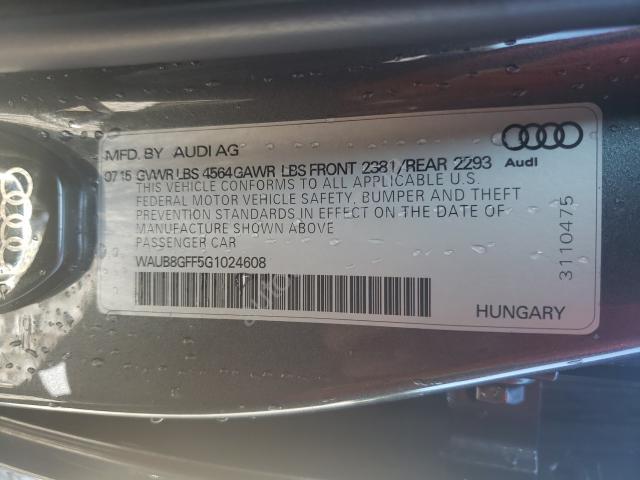 MFD. BY AUDI AG
0715 GVWR LBS 4564 GAWR LBS FRONT 2381/REAR 2293
THIS VEHICLE CONFORMS TO ALL APPLICABLE U.S.
FEDERAL MOTOR VEHICLE SAFETY, BUMPER AND THEFT
PREVENTION STANDARDS IN EFFECT ON THE DATE OF
MANUFACTURE SHOWN ABOVE
PASSENGER CAR
WAUB8GFF5G1024608
Audi
3110475
HUNGARY